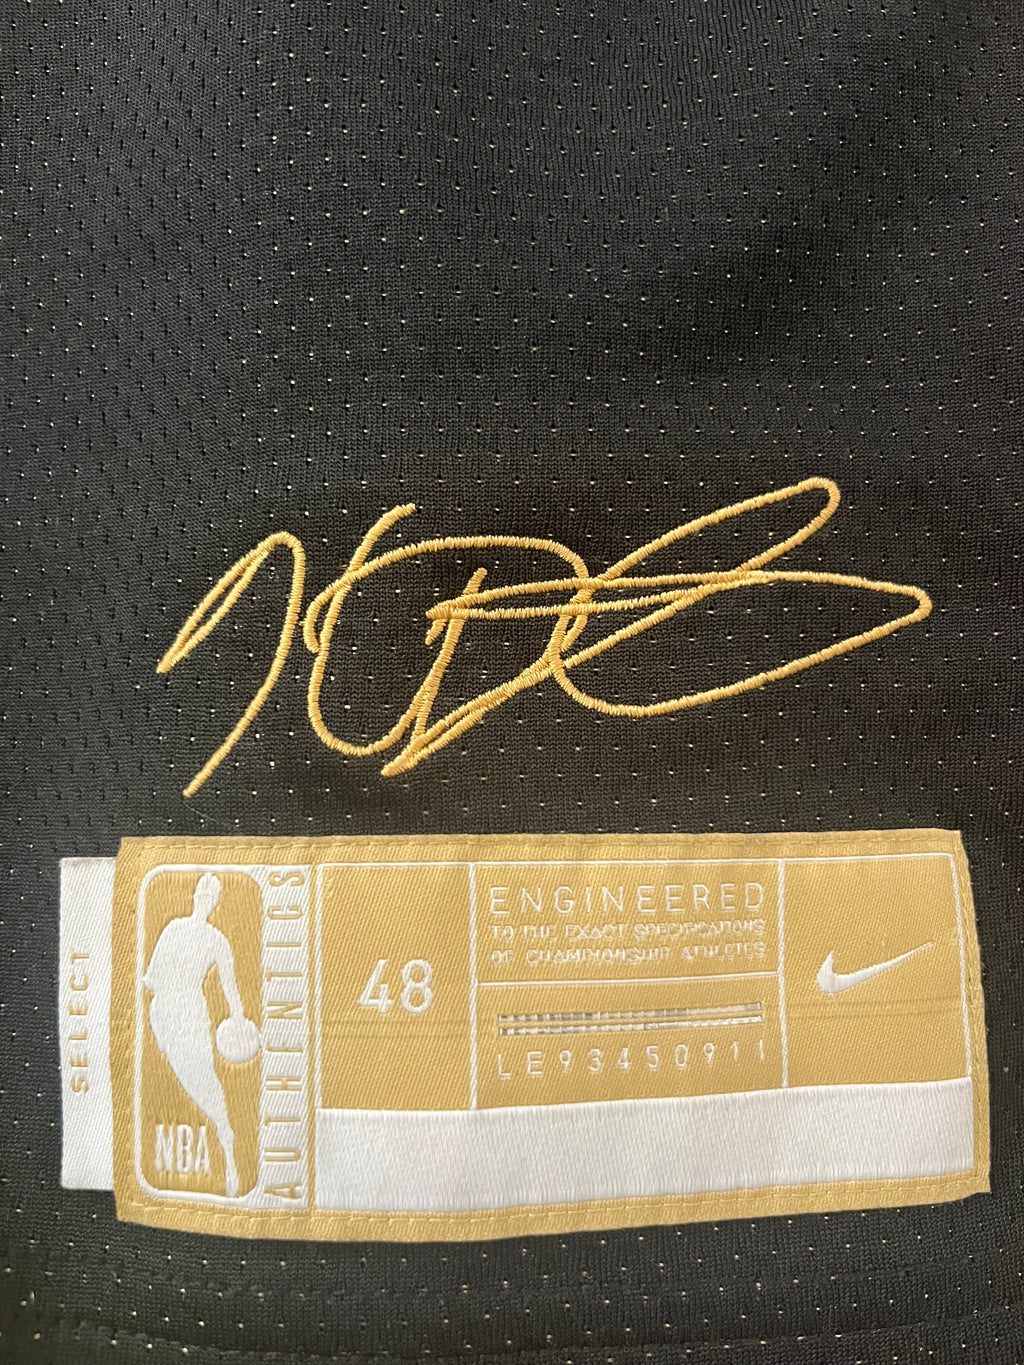 SELECT
NBA
AUTHENTICS
48
ENGINEERED
TO THE EXACT SPECIFICATIONS
OF CHAMPIONSHIP ATHLETES
LE93450911